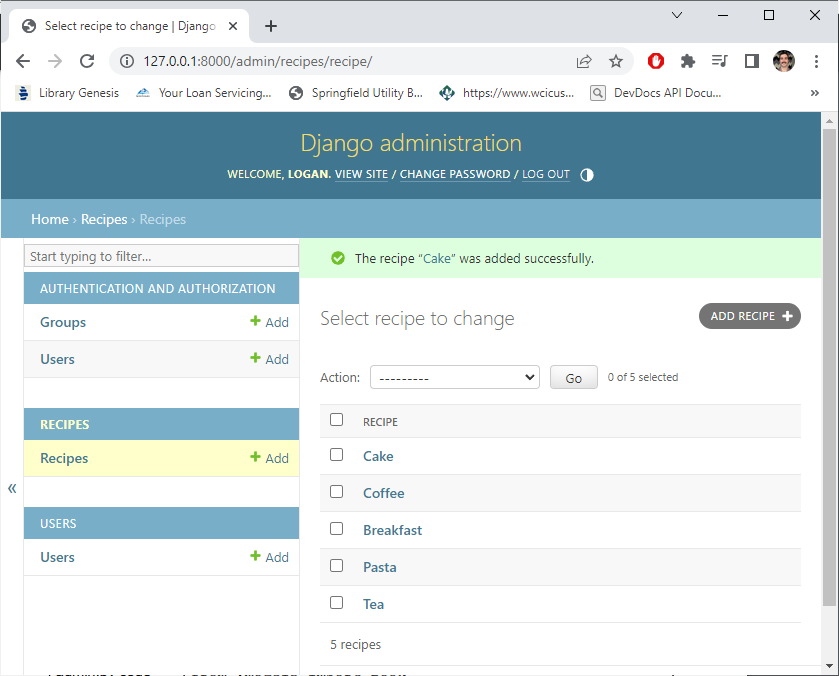 Select recipe to change | Django
127.0.0.1:8000/admin/recipes/recipe/
Library Genesis
Your Loan Servicing...
Springfield Utility B...
https://www.wcicus...
DevDocs API Docu...
»
Django administration
WELCOME, LOGAN. VIEW SITE / CHANGE PASSWORD / LOG OUT
Home › Recipes › Recipes
Start typing to filter...
AUTHENTICATION AND AUTHORIZATION
Groups + Add
Users + Add
RECIPES
Recipes + Add
«
USERS
Users + Add
The recipe “Cake” was added successfully.
Select recipe to change
ADD RECIPE +
Action: --------- Go 0 of 5 selected
RECIPE
Cake
Coffee
Breakfast
Pasta
Tea
5 recipes